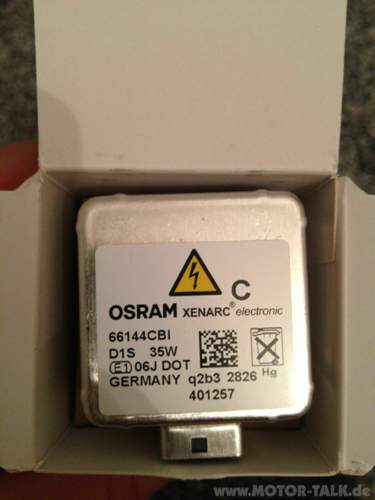 C
OSRAM XENARC® electronic
66144CBI
D1S 35W
E1 06J DOT
GERMANY q2b3 2826 Hg
401257
www.MOTOR-TALK.de